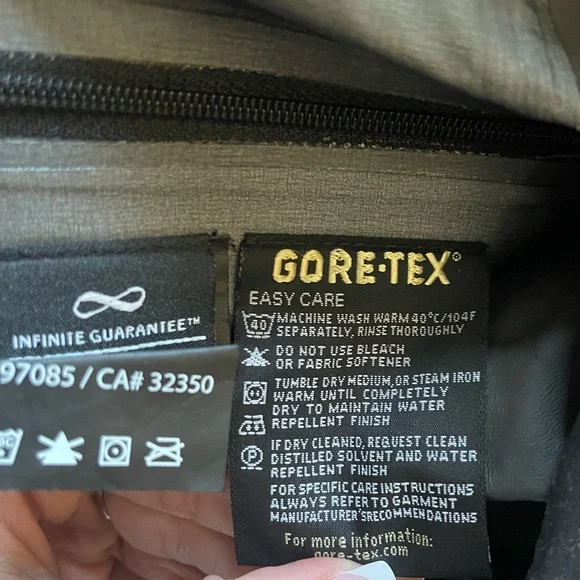 INFINITE GUARANTEE™
97085 / CA# 32350
GORE-TEX®
EASY CARE
40 MACHINE WASH WARM 40°C/104F
SEPARATELY, RINSE THOROUGHLY
DO NOT USE BLEACH
OR FABRIC SOFTENER
TUMBLE DRY MEDIUM, OR STEAM IRON
WARM UNTIL COMPLETELY
DRY TO MAINTAIN WATER
REPELLENT FINISH
P IF DRY CLEANED, REQUEST CLEAN
DISTILLED SOLVENT AND WATER
REPELLENT FINISH
FOR SPECIFIC CARE INSTRUCTIONS
ALWAYS REFER TO GARMENT
MANUFACTURER'SRECOMMENDATIONS
For more information:
gore-tex.com